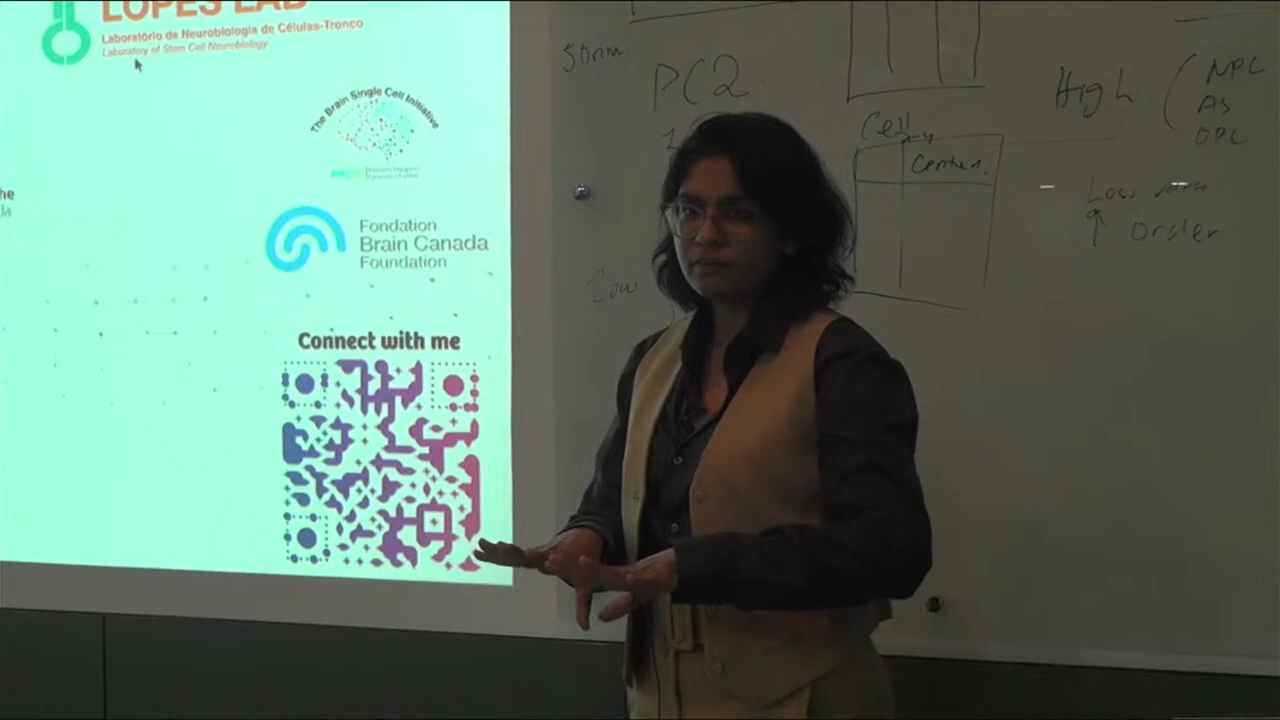 LOPES LAB
Laboratório de Neurobiologia de Células-Tronco
Laboratory of Stem Cell Neurobiology
The Brain Single Cell Initiative
Fondation
Brain Canada
Foundation
Connect with me
50nm
PC2
Cell
High
NPC
AS
OPC
Order
Low